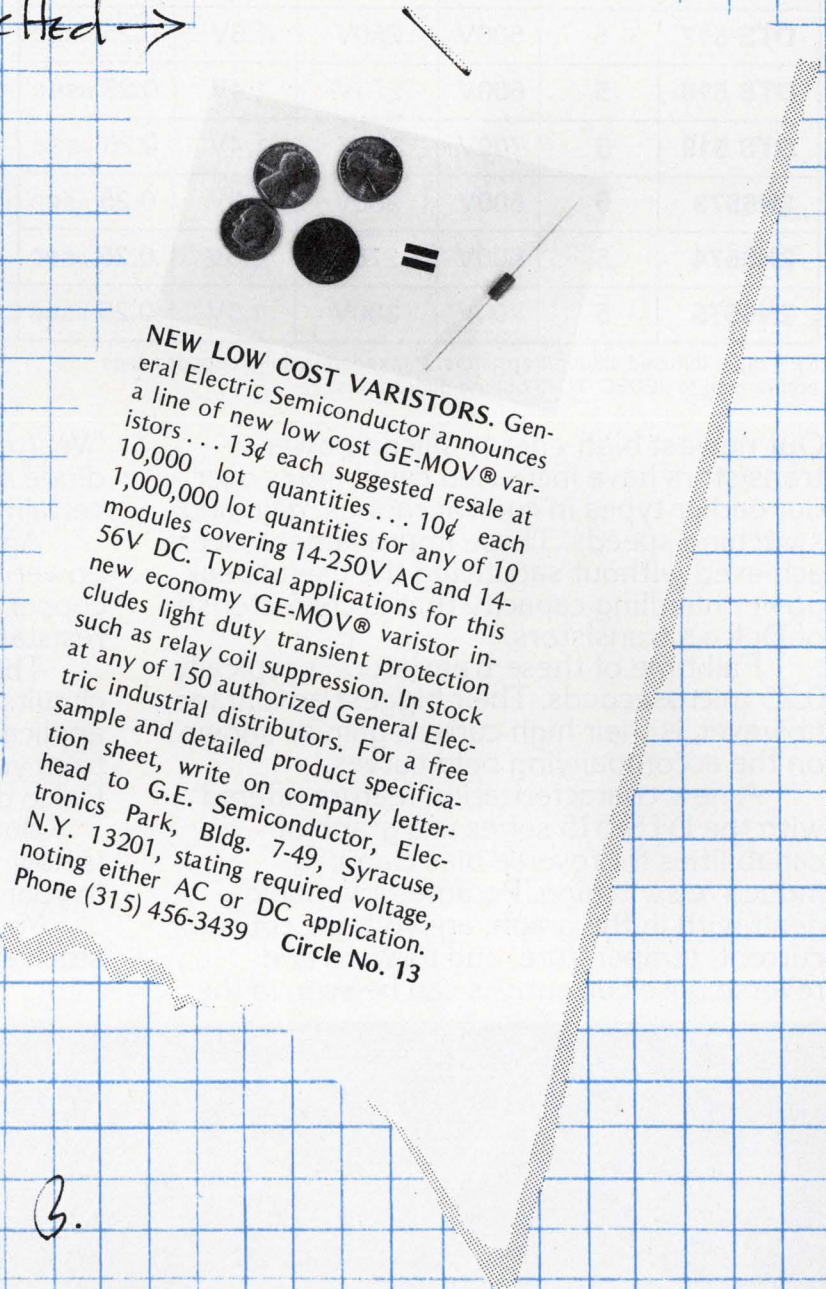 =
NEW LOW COST VARISTORS. Gen-
eral Electric Semiconductor announces
a line of new low cost GE-MOV® var-
istors . . . 13¢ each suggested resale at
10,000 lot quantities . . . 10¢ each
1,000,000 lot quantities for any of 10
modules covering 14-250V AC and 14-
56V DC. Typical applications for this
new economy GE-MOV® varistor in-
cludes light duty transient protection
such as relay coil suppression. In stock
at any of 150 authorized General Elec-
tric industrial distributors. For a free
sample and detailed product specifica-
tion sheet, write on company letter-
head to G.E. Semiconductor, Elec-
tronics Park, Bldg. 7-49, Syracuse,
N.Y. 13201, stating required voltage,
noting either AC or DC application.
Phone (315) 456-3439 Circle No. 13